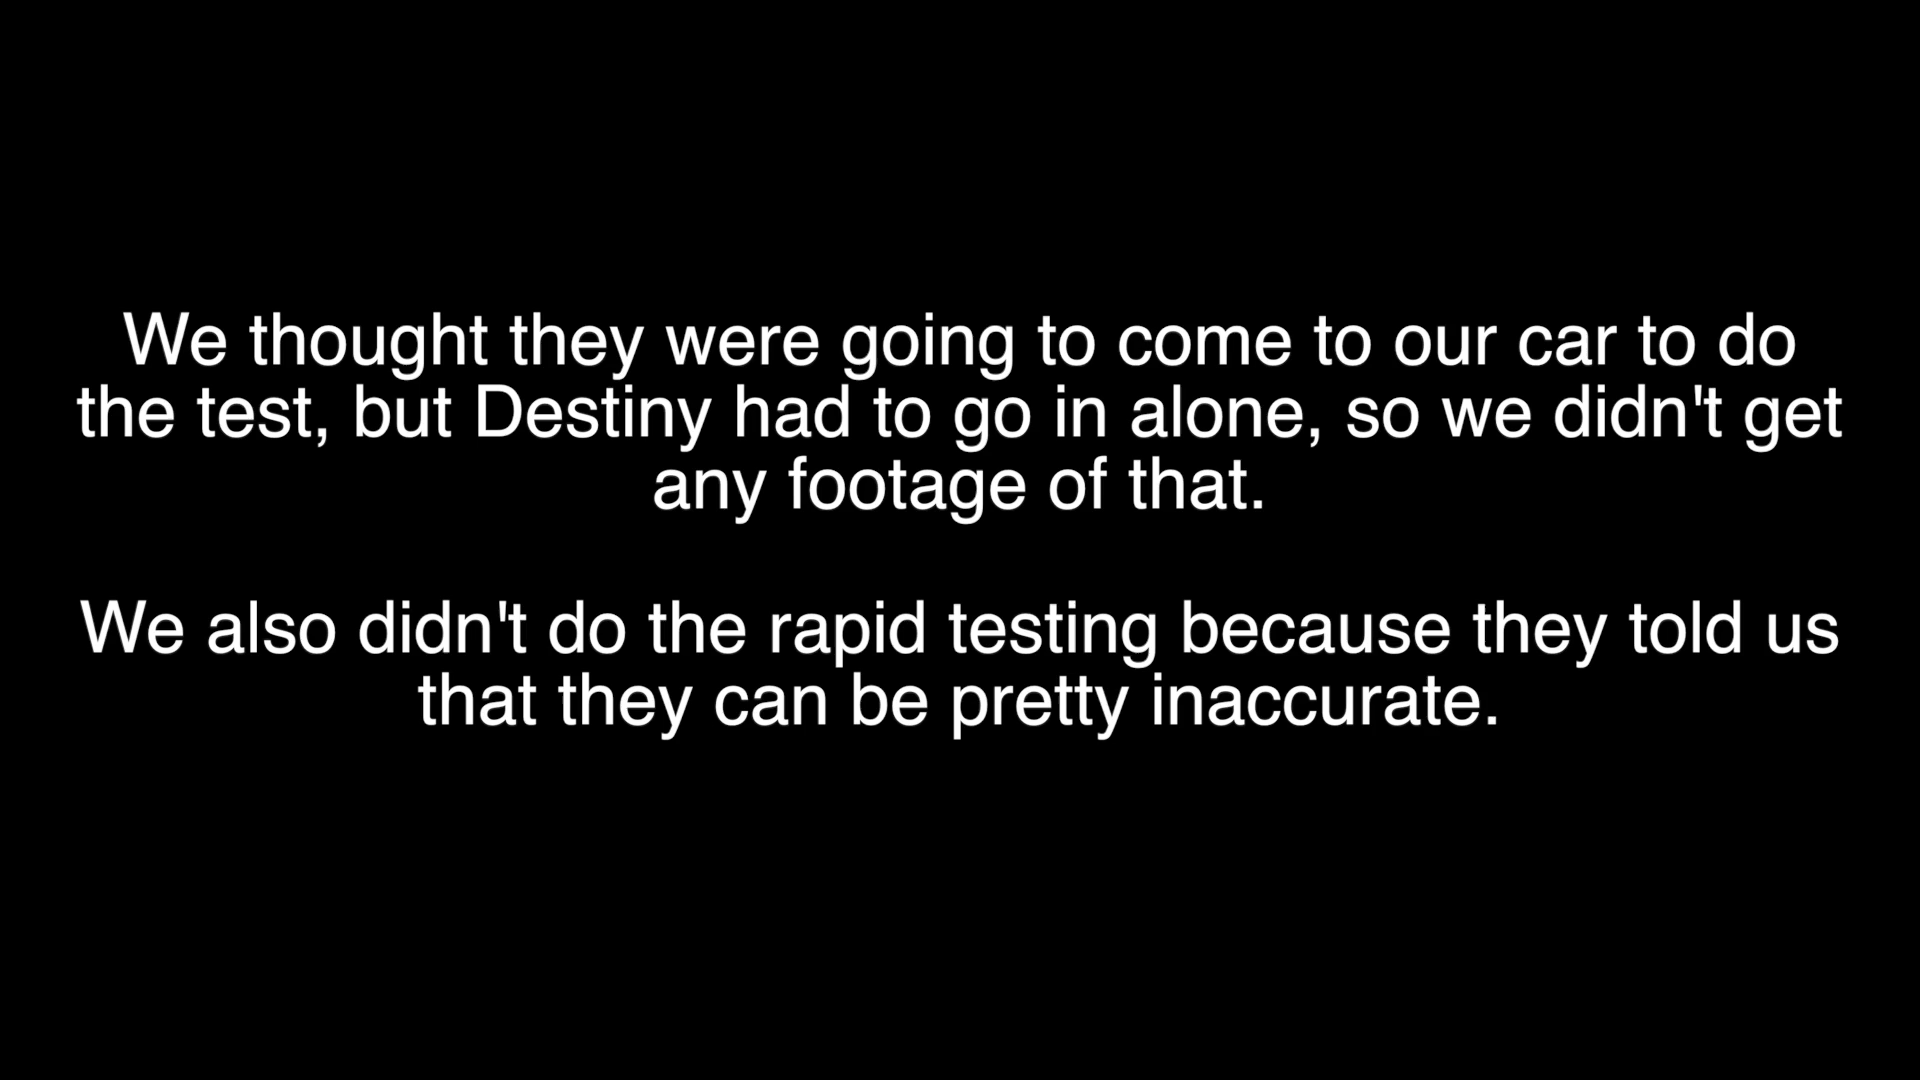 We thought they were going to come to our car to do
the test, but Destiny had to go in alone, so we didn't get
any footage of that.
We also didn't do the rapid testing because they told us
that they can be pretty inaccurate.